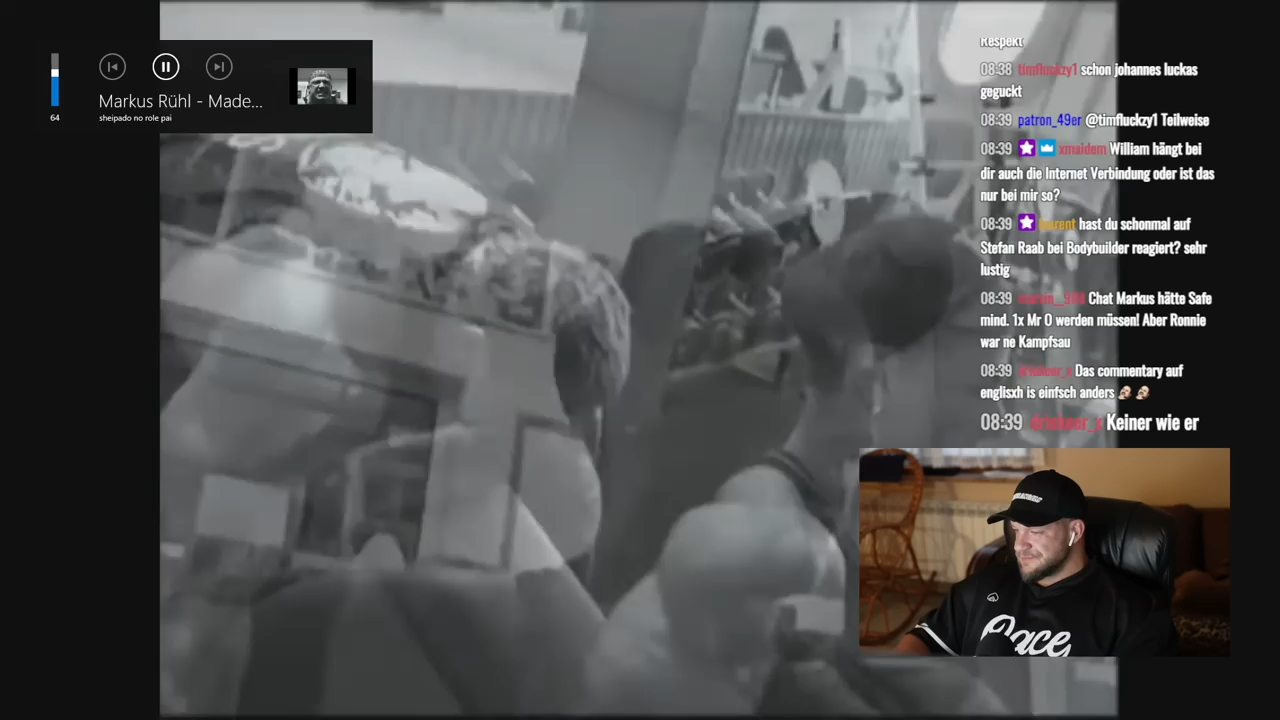 64
Markus Rühl - Made...
sheipado no role pai
Respekt
08:38 timfluckzy1 schon johannes luckas
geguckt
08:39 patron_49er @timfluckzy1 Teilweise
08:39 xmaidem William hängt bei
dir auch die Internet Verbindung oder ist das
nur bei mir so?
08:39 hast du schonmal auf
Stefan Raab bei Bodybuilder reagiert? sehr
lustig
08:39 Chat Markus hätte Safe
mind. 1x Mr O werden müssen! Aber Ronnie
war ne Kampfsau
08:39 Das commentary auf
englisxh is einfsch anders
08:39 Keiner wie er
Pace